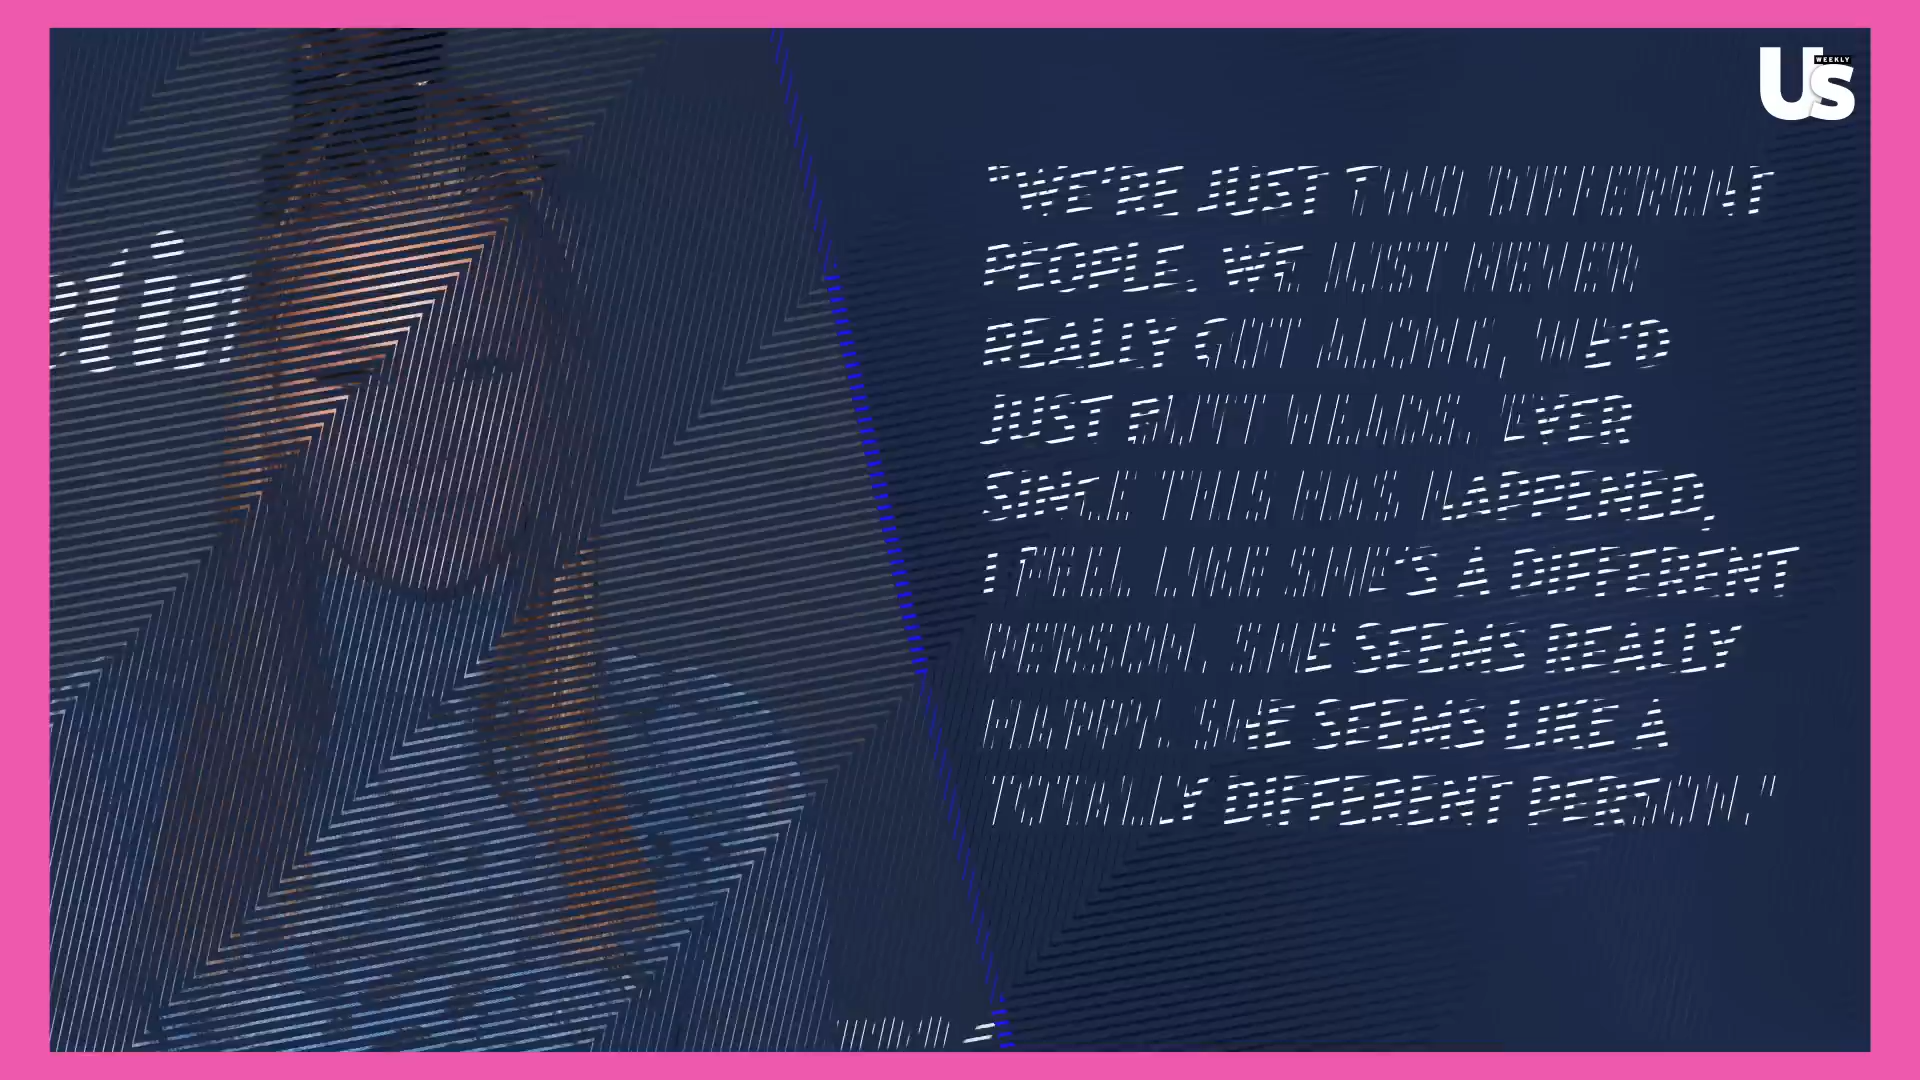 Us
WEEKLY
"WE'RE JUST TWO DIFFERENT
PEOPLE. WE JUST NEVER
REALLY GOT ALONG, WE'D
JUST BUTT HEADS. EVER
SINCE THIS HAS HAPPENED,
I FEEL LIKE SHE'S A DIFFERENT
PERSON. SHE SEEMS REALLY
HAPPY. SHE SEEMS LIKE A
TOTALLY DIFFERENT PERSON."